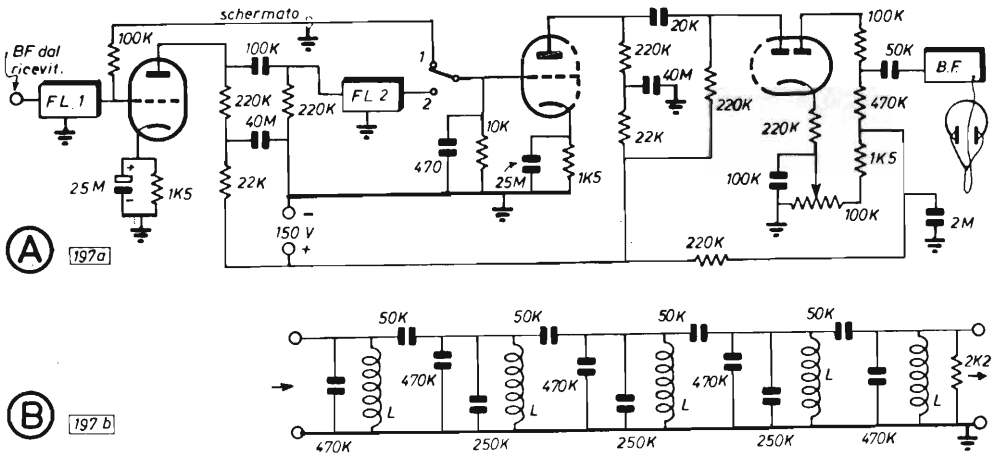 schermato
BF dal
ricevit.
100K
FL.1
25M
+
-
1K5
100K
220K
40M
22K
220K
FL 2
-
150 V
+
1
2
470
10K
25M
1K5
20K
220K
40M
22K
220K
220K
100K
100K
50K
B.F.
470K
1K5
100K
2M
220K
A
197a
50K
50K
50K
50K
470K
L
470K
250K
L
470K
250K
L
470K
250K
L
470K
L
2K2
B
197 b